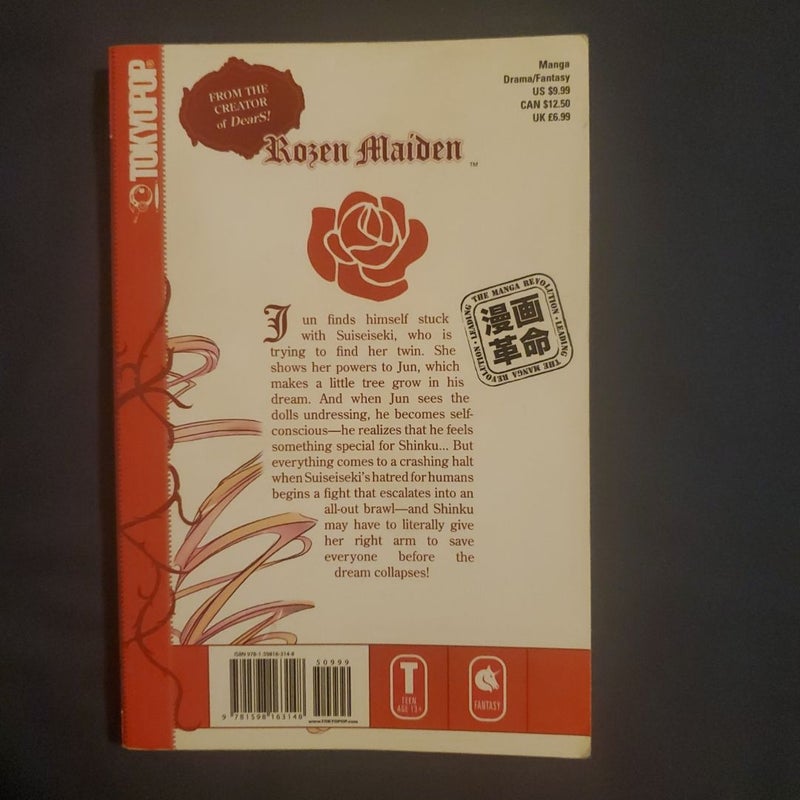 TOKYOPOP®
FROM THE
CREATOR
of DearS!
Manga
Drama/Fantasy
US $9.99
CAN $12.50
UK £6.99
Rozen Maiden™
Jun finds himself stuck
with Suiseiseki, who is
trying to find her twin. She
shows her powers to Jun, which
makes a little tree grow in his
dream. And when Jun sees the
dolls undressing, he becomes self-
conscious—he realizes that he feels
something special for Shinku... But
everything comes to a crashing halt
when Suiseiseki's hatred for humans
begins a fight that escalates into an
all-out brawl—and Shinku
may have to literally give
her right arm to save
everyone before the
dream collapses!
LEADING · THE MANGA REVOLUTION · LEADING · THE MANGA REVOLUTION ·
漫画
革命
ISBN 978-1-59816-314-8
50999
9 781598 163148
www.TOKYOPOP.com
T
TEEN
AGE 13+
FANTASY